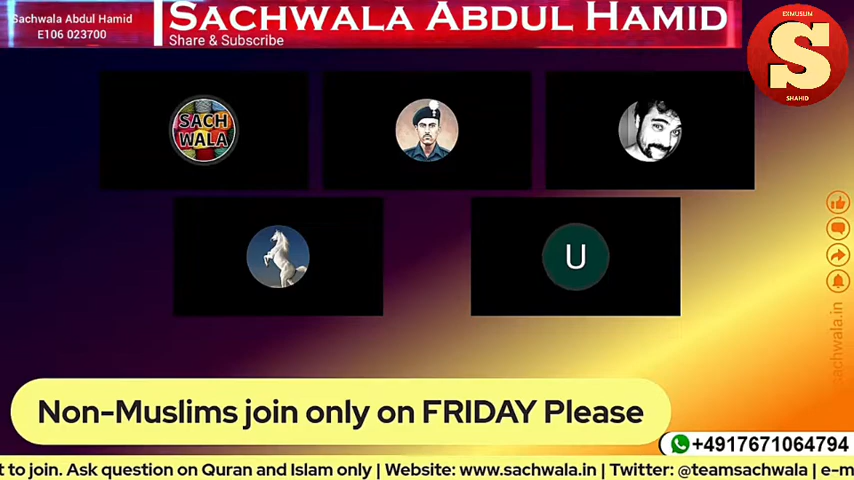 Sachwala Abdul Hamid
E106 023700
SACHWALA ABDUL HAMID
Share & Subscribe
EXMUSLIM
S
SHAHID
SACH
WALA
U
sachwala.in
Non-Muslims join only on FRIDAY Please
+4917671064794
t to join. Ask question on Quran and Islam only | Website: www.sachwala.in | Twitter: @teamsachwala | e-m